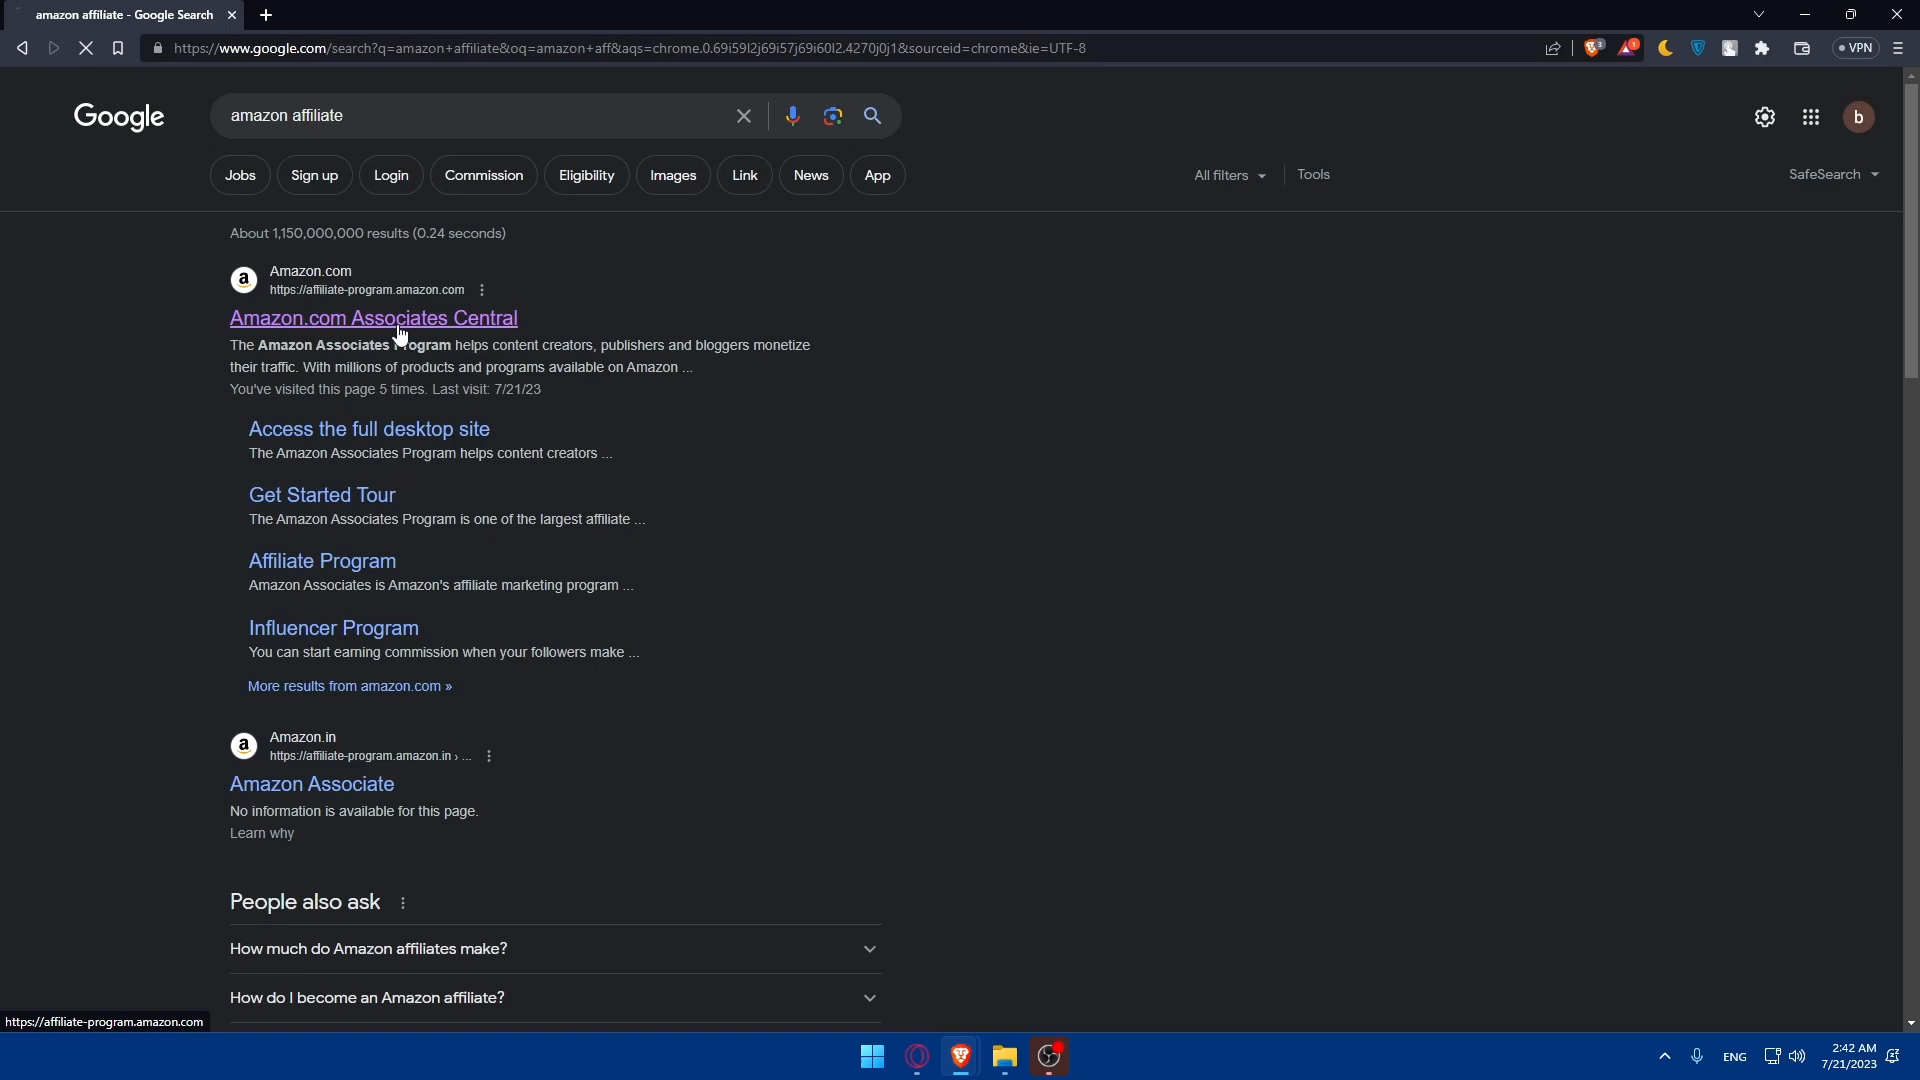 amazon affiliate - Google Search
https://www.google.com/search?q=amazon+affiliate&oq=amazon+aff&aqs=chrome.0.69i59l2j69i57j69i60l2.4270j0j1&sourceid=chrome&ie=UTF-8
3
1
VPN
Google
amazon affiliate
b
Jobs
Sign up
Login
Commission
Eligibility
Images
Link
News
App
All filters
Tools
SafeSearch
About 1,150,000,000 results (0.24 seconds)
a
Amazon.com
https://affiliate-program.amazon.com
Amazon.com Associates Central
The Amazon Associates Program helps content creators, publishers and bloggers monetize
their traffic. With millions of products and programs available on Amazon ...
You've visited this page 5 times. Last visit: 7/21/23
Access the full desktop site
The Amazon Associates Program helps content creators ...
Get Started Tour
The Amazon Associates Program is one of the largest affiliate ...
Affiliate Program
Amazon Associates is Amazon's affiliate marketing program ...
Influencer Program
You can start earning commission when your followers make ...
More results from amazon.com »
a
Amazon.in
https://affiliate-program.amazon.in › ...
Amazon Associate
No information is available for this page.
Learn why
People also ask
How much do Amazon affiliates make?
How do I become an Amazon affiliate?
https://affiliate-program.amazon.com
ENG
2:42 AM
7/21/2023